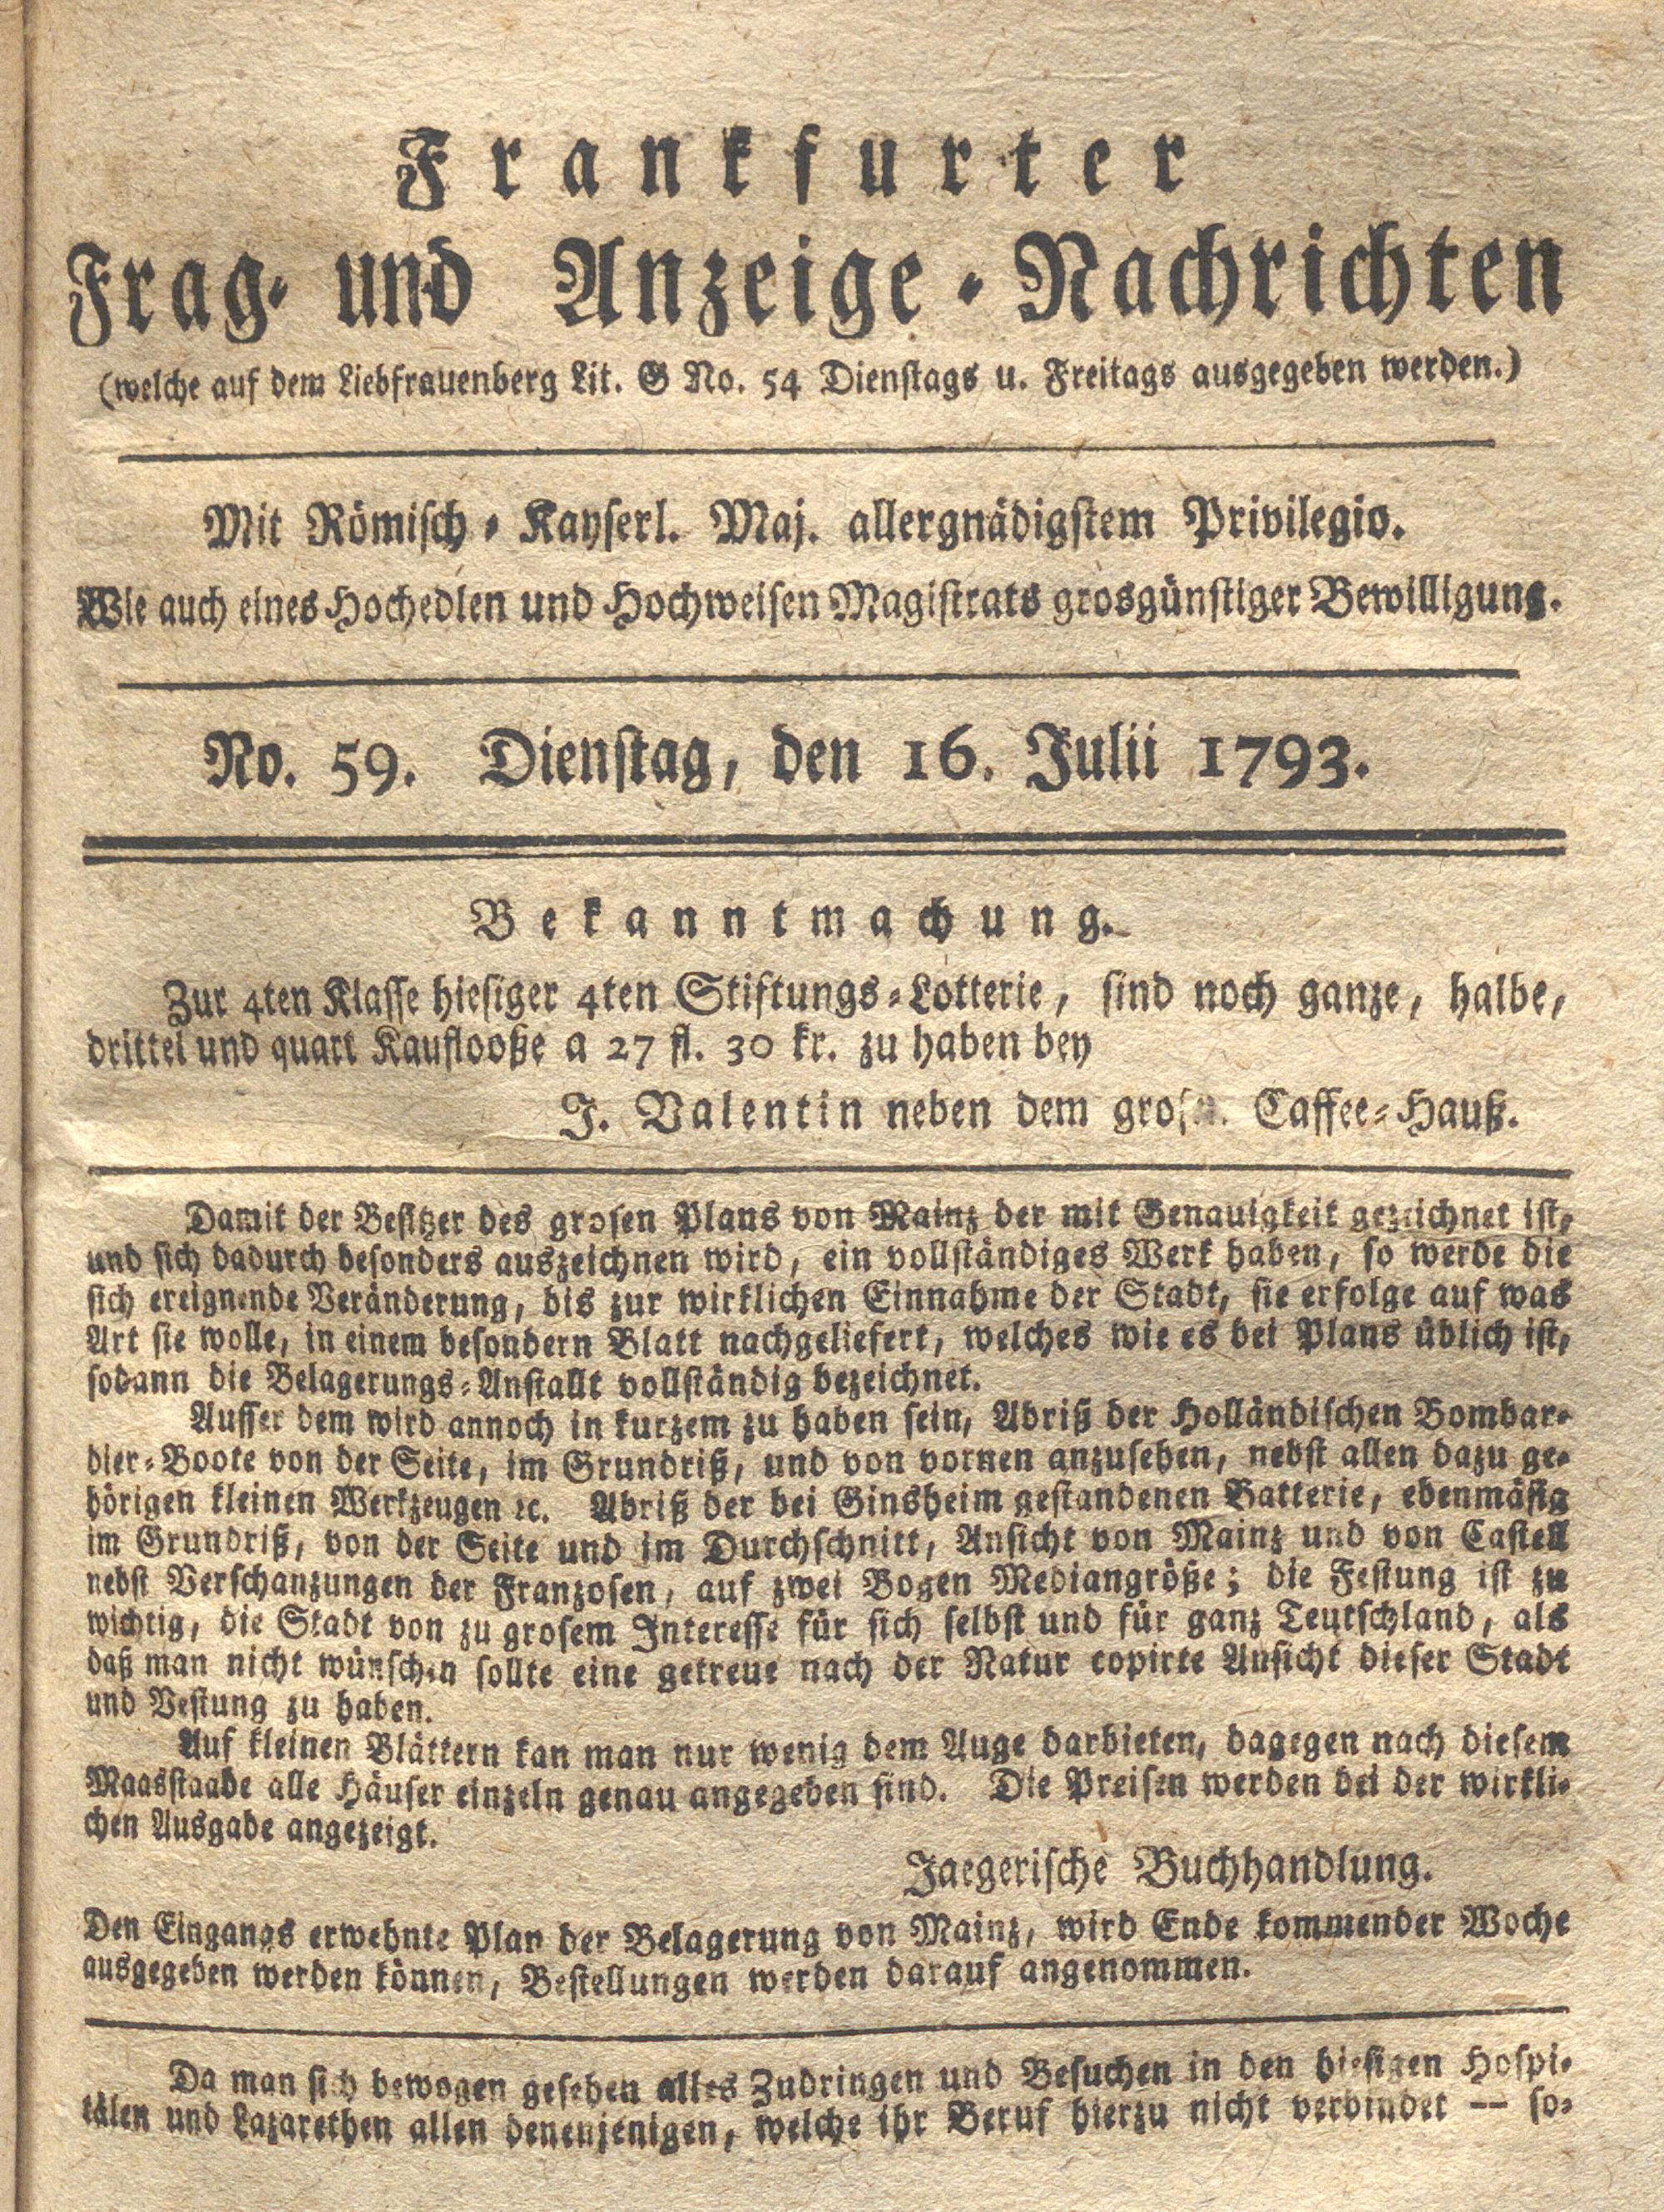 Frankfurter
Frag- und Anzeige-Nachrichten
(welche auf dem Liebfrauenberg Lit. G No. 54 Dienstags u. Freitags ausgegeben werden.)
Mit Römisch-Kayserl. Maj. allergnädigstem Privilegio.
Wie auch eines Hochedlen und Hochweisen Magistrats grosgünstiger Bewilligung.
No. 59. Dienstag, den 16. Julii 1793.
Bekanntmachung.
Zur 4ten Klasse hiesiger 4ten Stiftungs-Lotterie, sind noch ganze, halbe,
drittel und quart Kauflooße a 27 fl. 30 kr. zu haben bey
J. Valentin neben dem Caffee-Hauß.
Damit der Besitzer des grosen Plans von Mainz der mit Genauigkeit gezeichnet ist,
und sich dadurch besonders auszeichnen wird, ein vollständiges Werk haben, so werde die
sich ereignende Veränderung, bis zur wirklichen Einnahme der Stadt, sie erfolge auf was
Art sie wolle, in einem besondern Blatt nachgeliefert, welches wie es bei Plans üblich ist,
sodann die Belagerungs-Anstallt vollständig bezeichnet.
Ausser dem wird annoch in kurzem zu haben sein, Abriß der Holländischen Bombar-
dier-Boote von der Seite, im Grundriß, und von vornen anzusehen, nebst allen dazu ge-
hörigen kleinen Werkzeugen ꝛc. Abriß der bei Ginsheim gestandenen Batterie, ebenmäsig
im Grundriß, von der Seite und im Durchschnitt, Ansicht von Mainz und von Castell
nebst Verschanzungen der Franzosen, auf zwei Bogen Mediangröße; die Festung ist zu
wichtig, die Stadt von zu grosem Interesse für sich selbst und für ganz Teutschland, als
daß man nicht wünschen sollte eine getreue nach der Natur copirte Ansicht dieser Stadt
und Vestung zu haben.
Auf kleinen Blättern kan man nur wenig dem Auge darbieten, dagegen nach diesem
Maasstaabe alle Häuser einzeln genau angegeben sind. Die Preisen werden bei der wirkli-
chen Ausgabe angezeigt.
Jaegerische Buchhandlung.
Den Eingangs erwehnte Plan der Belagerung von Mainz, wird Ende kommender Woche
ausgegeben werden können, Bestellungen werden darauf angenommen.
Da man sich bewogen gesehen alles Zudringen und Besuchen in den hiesigen Hospi-
tälen und Lazarethen allen denenjenigen, welche ihr Beruf hierzu nicht verbindet -- so-